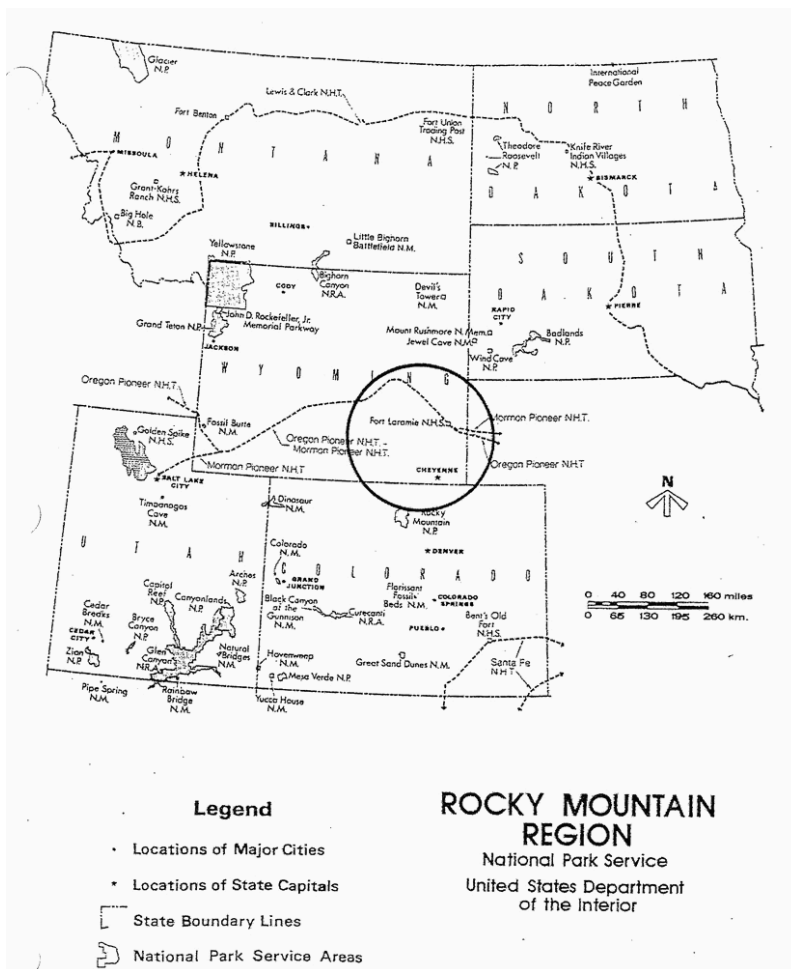 Glacier
N.P.
Lewis & Clark N.H.T.
Fort Benton
Fort Union
Trading Post
N.H.S.
International
Peace Garden
NORTH
DAKOTA
Theodore
Roosevelt
N.P.
Knife River
Indian Villages
N.H.S.
BISMARCK
MONTANA
MISSOULA
HELENA
Grant-Kohrs
Ranch N.H.S.
Big Hole
N.B.
BILLINGS
Little Bighorn
Battlefield N.M.
Yellowstone
N.P.
CODY
Bighorn
Canyon
N.R.A.
Devil's
Tower
N.M.
SOUTH
DAKOTA
RAPID
CITY
PIERRE
John D. Rockefeller, Jr.
Memorial Parkway
Grand Teton N.P.
JACKSON
Mount Rushmore N.Mem.
Jewel Cave N.M.
Wind Cave
N.P.
Badlands
N.P.
WYOMING
Oregon Pioneer N.H.T.
Fort Laramie N.H.S.
Mormon Pioneer N.H.T.
Golden Spike
N.H.S.
Fossil Butte
N.M.
Oregon Pioneer N.H.T. -
Mormon Pioneer N.H.T.
Mormon Pioneer N.H.T
Oregon Pioneer N.H.T
CHEYENNE
SALT LAKE
CITY
Timpanogos
Cave
N.M.
Dinosaur
N.M.
Rocky
Mountain
N.P.
N
UTAH
Colorado
N.M.
COLORADO
DENVER
GRAND
JUNCTION
Arches
N.P.
Capitol
Reef
N.P.
Canyonlands
N.P.
Black Canyon
of the
Gunnison
N.M.
Curecanti
N.R.A.
Florissant
Fossil
Beds N.M.
COLORADO
SPRINGS
PUEBLO
Bent's Old
Fort
N.H.S.
0 40 80 120 160 miles
0 65 130 195 260 km.
Cedar
Breaks
N.M.
CEDAR
CITY
Bryce
Canyon
N.P.
Zion
N.P.
Glen
Canyon
N.R.A.
Natural
Bridges
N.M.
Hovenweep
N.M.
Mesa Verde N.P.
Great Sand Dunes N.M.
Santa Fe
N.H.T.
Pipe Spring
N.M.
Rainbow
Bridge
N.M.
Yucca House
N.M.
Legend
Locations of Major Cities
Locations of State Capitals
State Boundary Lines
National Park Service Areas
ROCKY MOUNTAIN
REGION
National Park Service
United States Department
of the Interior